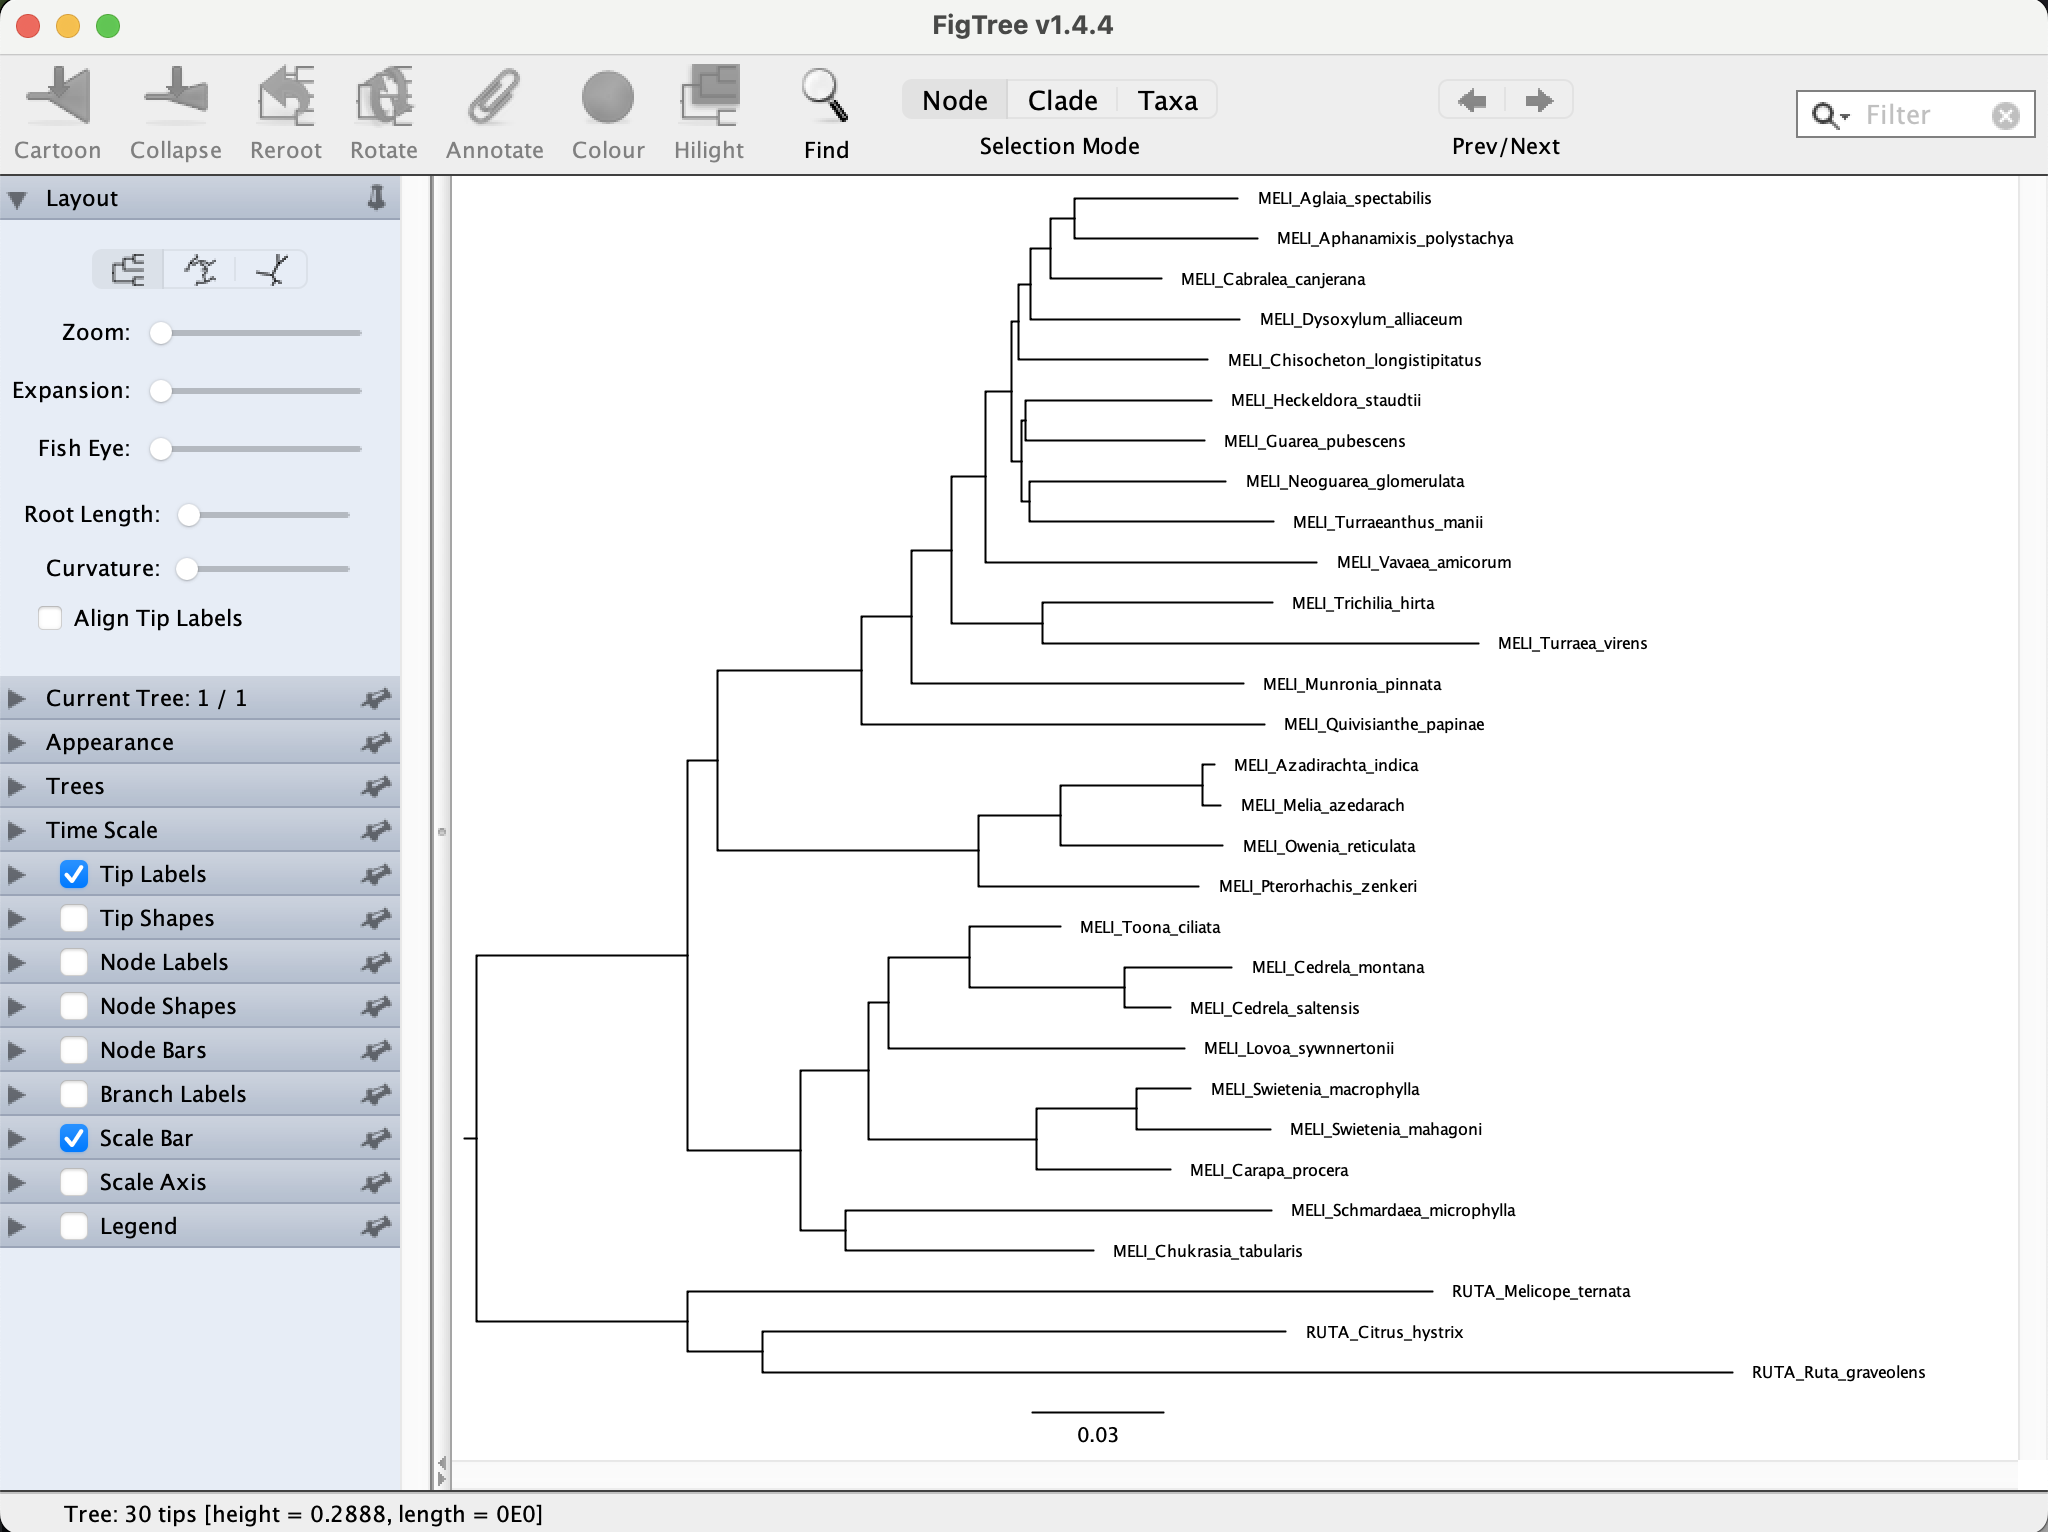 FigTree v1.4.4
Cartoon Collapse Reroot Rotate Annotate Colour Hilight Find
Node Clade Taxa
Selection Mode
Prev/Next
Filter
Layout
Zoom:
Expansion:
Fish Eye:
Root Length:
Curvature:
Align Tip Labels
Current Tree: 1 / 1
Appearance
Trees
Time Scale
Tip Labels
Tip Shapes
Node Labels
Node Shapes
Node Bars
Branch Labels
Scale Bar
Scale Axis
Legend
MELI_Aglaia_spectabilis
MELI_Aphanamixis_polystachya
MELI_Cabralea_canjerana
MELI_Dysoxylum_alliaceum
MELI_Chisocheton_longistipitatus
MELI_Heckeldora_staudtii
MELI_Guarea_pubescens
MELI_Neoguarea_glomerulata
MELI_Turraeanthus_manii
MELI_Vavaea_amicorum
MELI_Trichilia_hirta
MELI_Turraea_virens
MELI_Munronia_pinnata
MELI_Quivisianthe_papinae
MELI_Azadirachta_indica
MELI_Melia_azedarach
MELI_Owenia_reticulata
MELI_Pterorhachis_zenkeri
MELI_Toona_ciliata
MELI_Cedrela_montana
MELI_Cedrela_saltensis
MELI_Lovoa_sywnnertonii
MELI_Swietenia_macrophylla
MELI_Swietenia_mahagoni
MELI_Carapa_procera
MELI_Schmardaea_microphylla
MELI_Chukrasia_tabularis
RUTA_Melicope_ternata
RUTA_Citrus_hystrix
RUTA_Ruta_graveolens
0.03
Tree: 30 tips [height = 0.2888, length = 0E0]